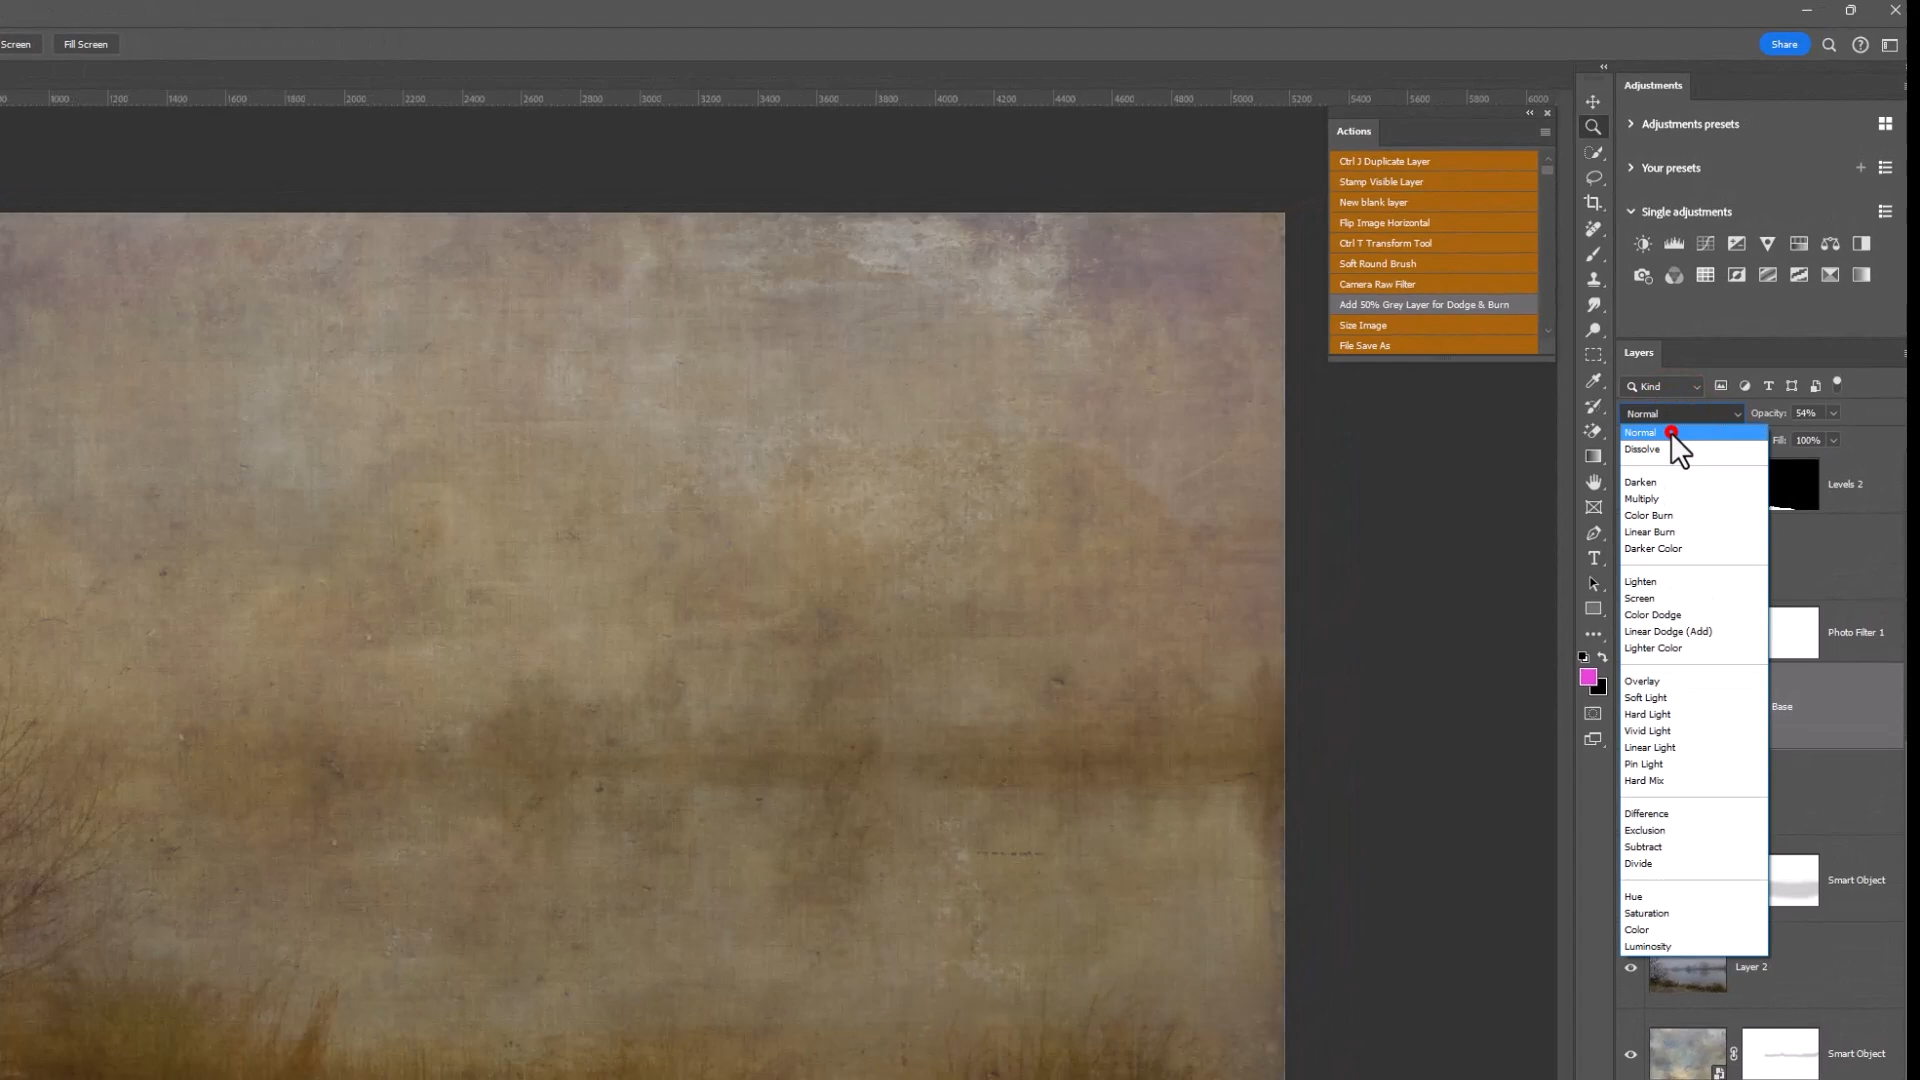 Screen
Fill Screen
Share
1000 1200 1400 1600 1800 2000 2200 2400 2600 2800 3000 3200 3400 3600 3800 4000 4200 4400 4600 4800 5000 5200 5400 5600 5800 6000
Adjustments
Adjustments presets
Your presets
Single adjustments
Actions
Ctrl J Duplicate Layer
Stamp Visible Layer
New blank layer
Flip Image Horizontal
Ctrl T Transform Tool
Soft Round Brush
Camera Raw Filter
Add 50% Grey Layer for Dodge & Burn
Size Image
File Save As
Layers
Kind
Normal
Opacity: 54%
Fill: 100%
Normal
Dissolve
Darken
Multiply
Color Burn
Linear Burn
Darker Color
Lighten
Screen
Color Dodge
Linear Dodge (Add)
Lighter Color
Overlay
Soft Light
Hard Light
Vivid Light
Linear Light
Pin Light
Hard Mix
Difference
Exclusion
Subtract
Divide
Hue
Saturation
Color
Luminosity
Levels 2
Photo Filter 1
Base
Smart Object
Layer 2
Smart Object